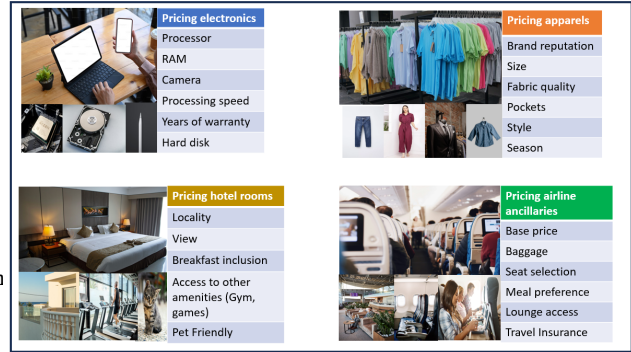 Pricing electronics
Processor
RAM
Camera
Processing speed
Years of warranty
Hard disk
Pricing apparels
Brand reputation
Size
Fabric quality
Pockets
Style
Season
Pricing hotel rooms
Locality
View
Breakfast inclusion
Access to other
amenities (Gym,
games)
Pet Friendly
Pricing airline
ancillaries
Base price
Baggage
Seat selection
Meal preference
Lounge access
Travel Insurance